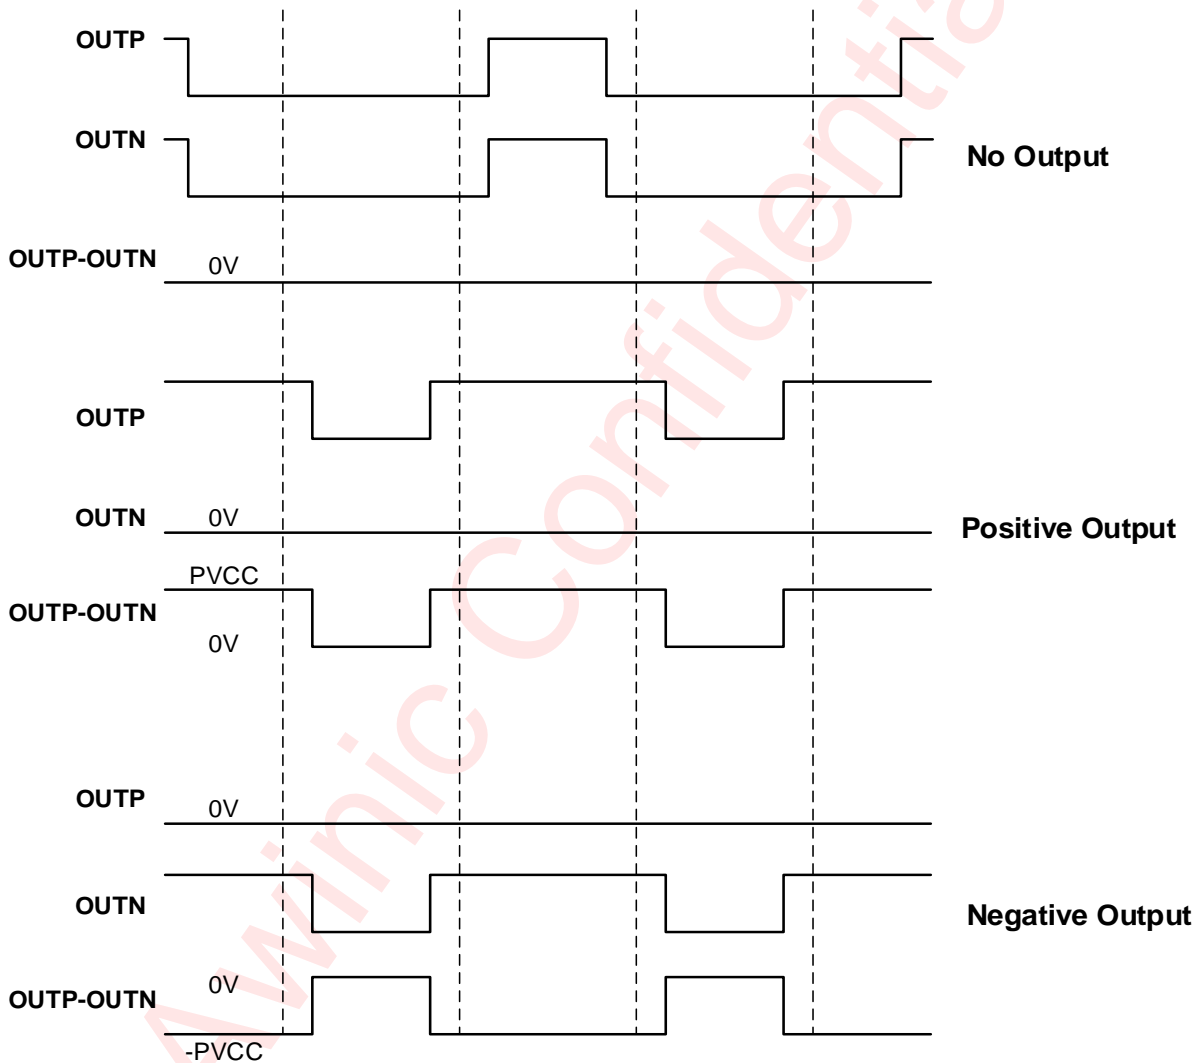 OUTP
OUTN
No Output
OUTP-OUTN
0V
OUTP
OUTN
0V
Positive Output
PVCC
OUTP-OUTN
0V
OUTP
0V
OUTN
Negative Output
0V
OUTP-OUTN
-PVCC
Awinic Confidential